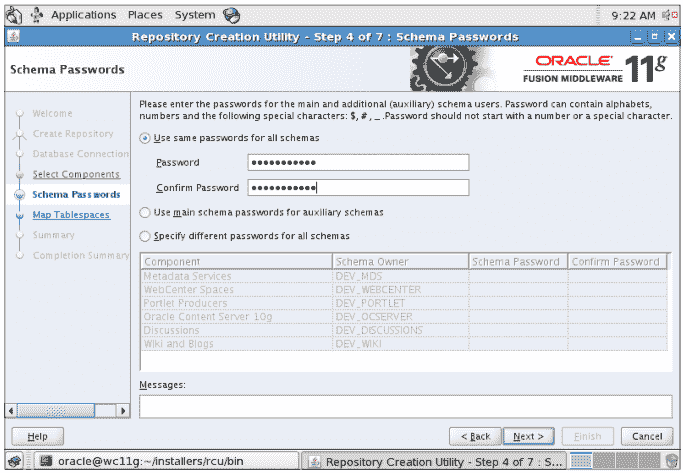 Applications Places System 9:22 AM
Repository Creation Utility - Step 4 of 7 : Schema Passwords
Schema Passwords
ORACLE
FUSION MIDDLEWARE 11g
Welcome
Create Repository
Database Connection
Select Components
Schema Passwords
Map Tablespaces
Summary
Completion Summary
Please enter the passwords for the main and additional (auxiliary) schema users. Password can contain alphabets,
numbers and the following special characters: $, # , _ .Password should not start with a number or a special character.
Use same passwords for all schemas
Password ●●●●●●●●●●●
Confirm Password ●●●●●●●●●●●
Use main schema passwords for auxiliary schemas
Specify different passwords for all schemas
Component Schema Owner Schema Password Confirm Password
Metadata Services DEV_MDS
WebCenter Spaces DEV_WEBCENTER
Portlet Producers DEV_PORTLET
Oracle Content Server 10g DEV_OCSERVER
Discussions DEV_DISCUSSIONS
Wiki and Blogs DEV_WIKI
Messages:
Help < Back Next > Finish Cancel
oracle@wc11g:~/installers/rcu/bin Repository Creation Utility - Step 4 of 7 : S...